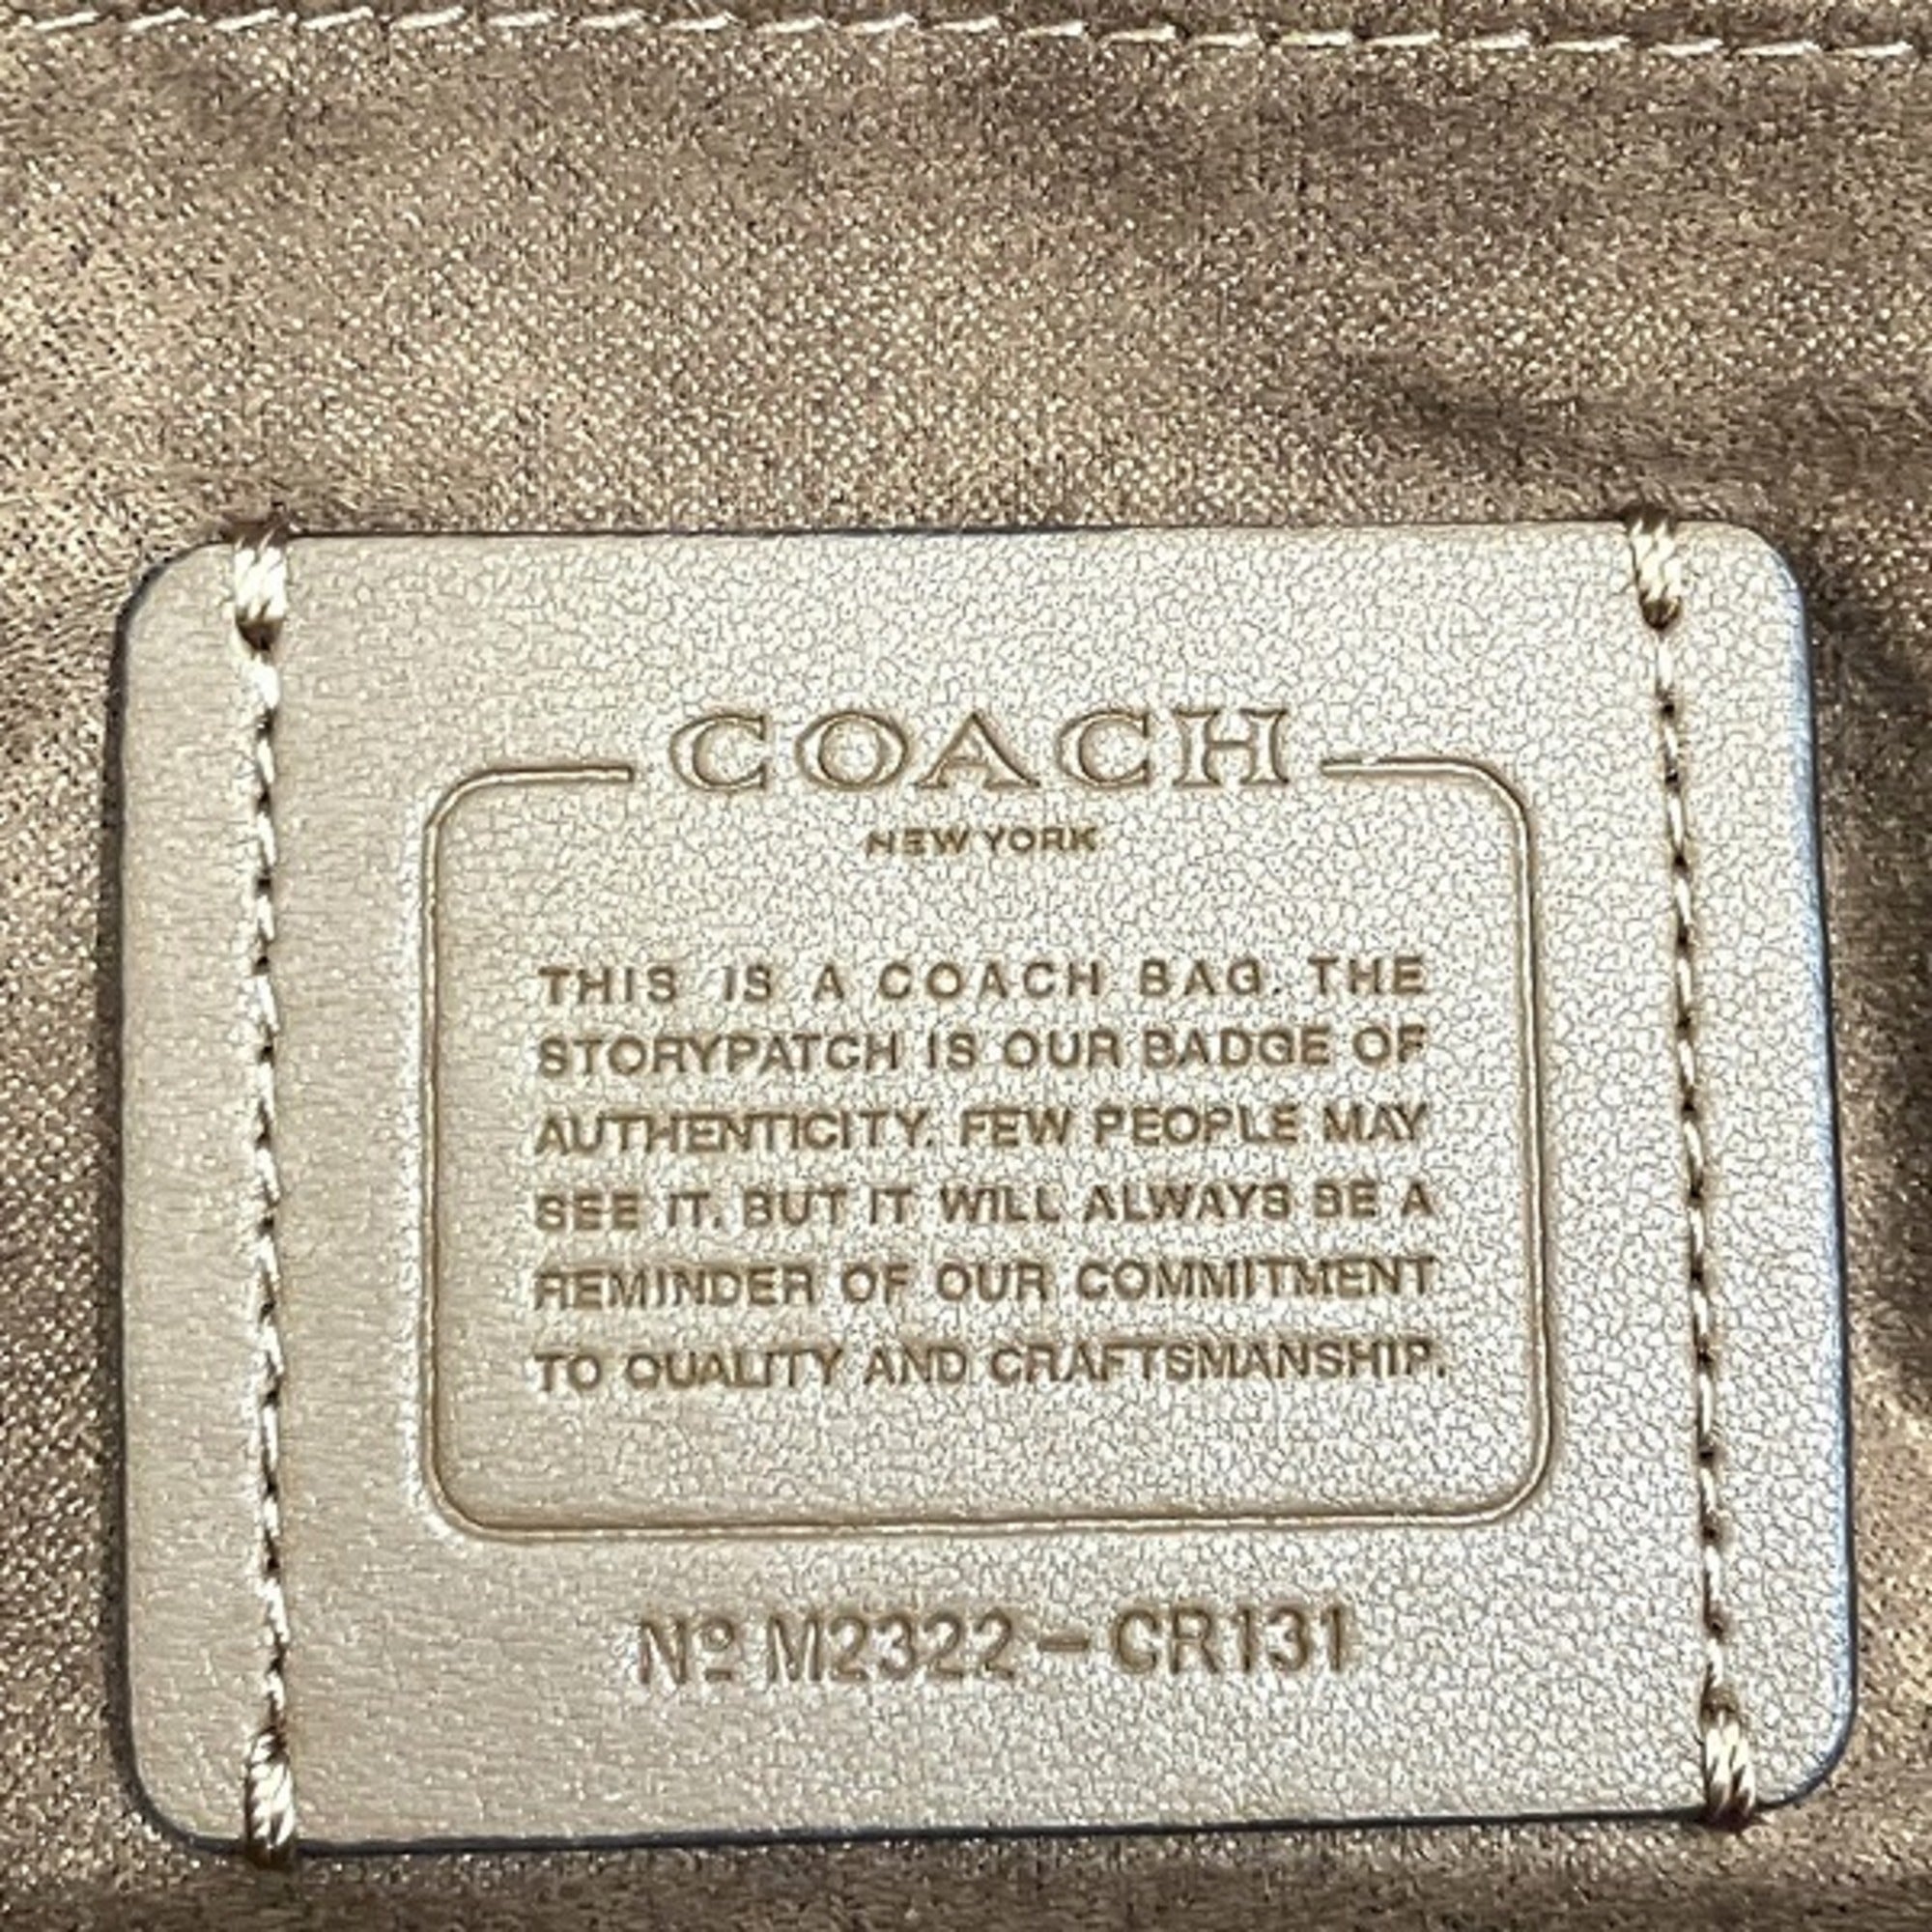 COACH
NEW YORK
THIS IS A COACH BAG. THE
STORYPATCH IS OUR BADGE OF
AUTHENTICITY. FEW PEOPLE MAY
SEE IT. BUT IT WILL ALWAYS BE A
REMINDER OF OUR COMMITMENT
TO QUALITY AND CRAFTSMANSHIP.
Nº M2322-CR131